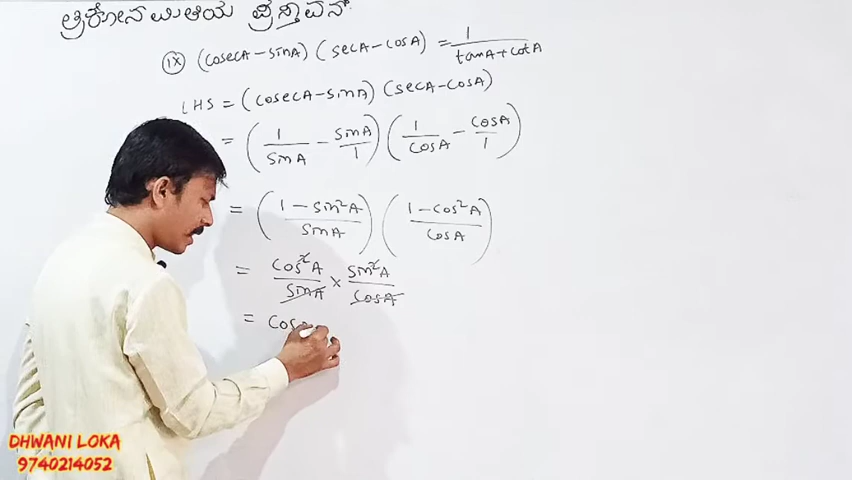 ತ್ರಿಕೋನಮಿತಿಯ ಪ್ರಸ್ತಾವನೆ
ix (cosecA-sinA) (secA-cosA) = 1/tanA+cotA
LHS = (cosecA-sinA) (secA-cosA)
= (1/sinA - sinA/1) (1/cosA - cosA/1)
= (1-sin²A/sinA) (1-cos²A/cosA)
= cos²A/sinA × sin²A/cosA
= cos
DHWANI LOKA
9740214052